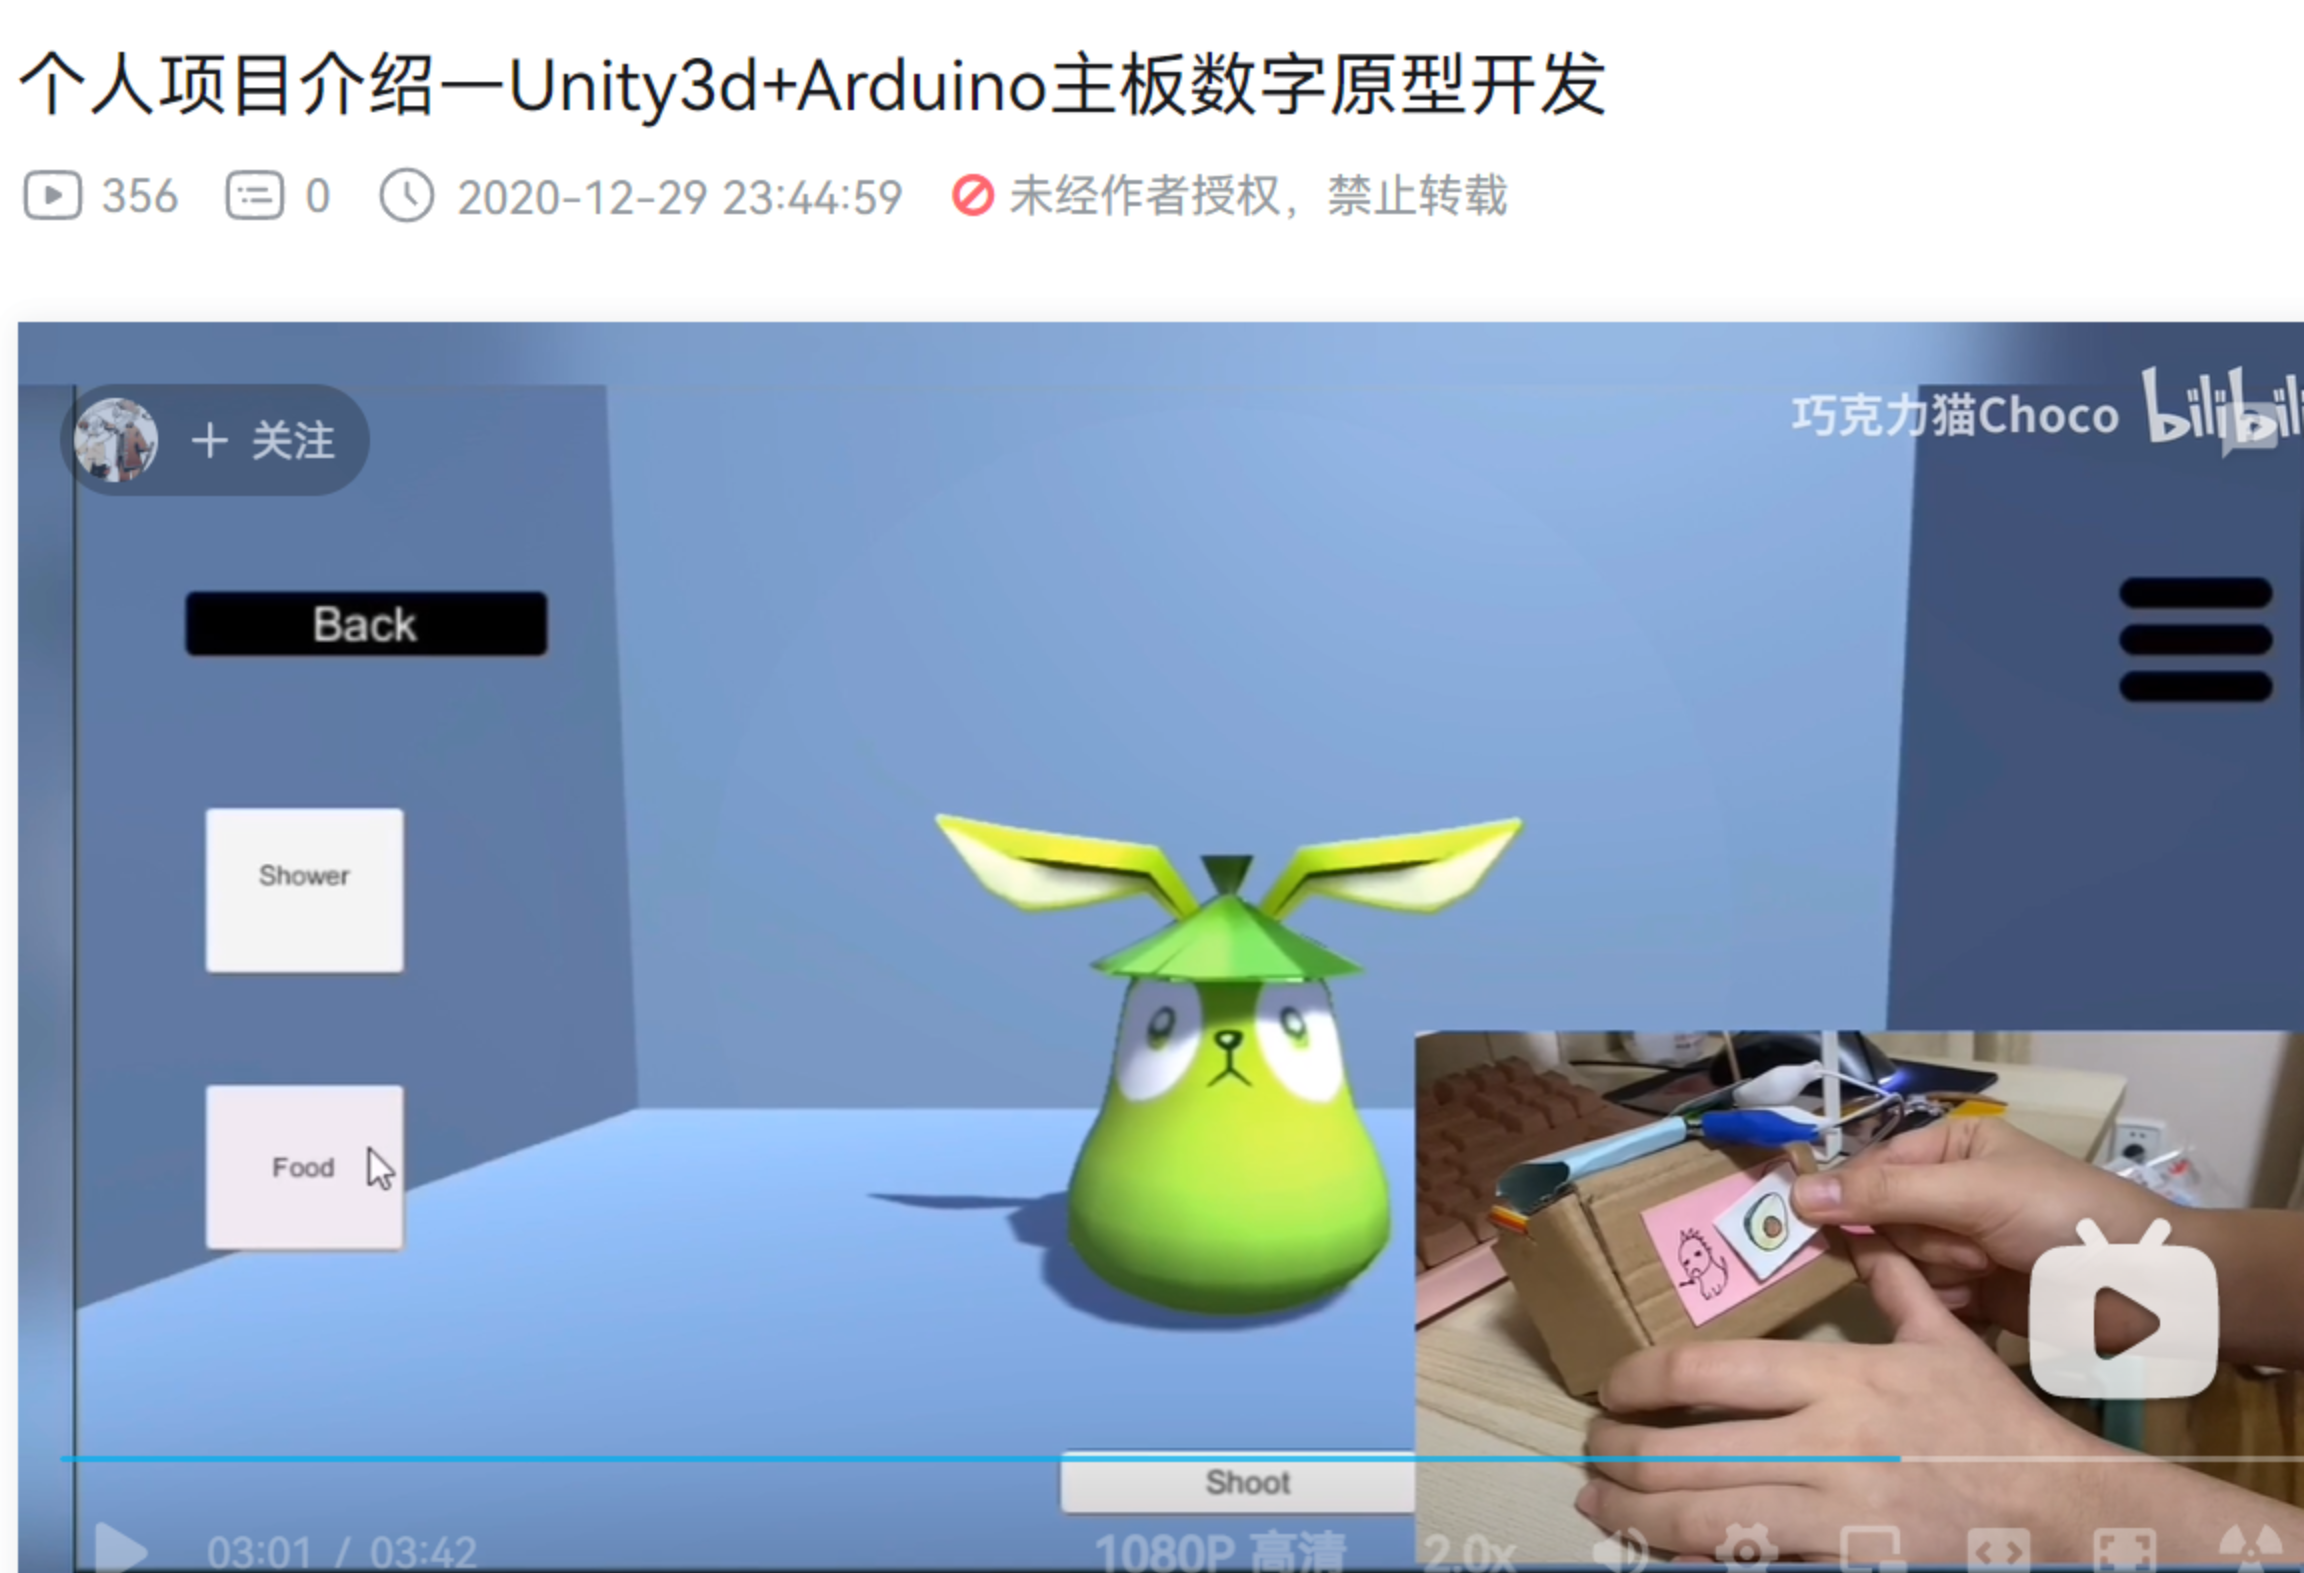 个人项目介绍—Unity3d+Arduino主板数字原型开发
356 0 2020-12-29 23:44:59 未经作者授权，禁止转载
+ 关注
巧克力猫Choco bilibili
Back
Shower
Food
Shoot
03:01 / 03:42 1080P 高清 2.0x